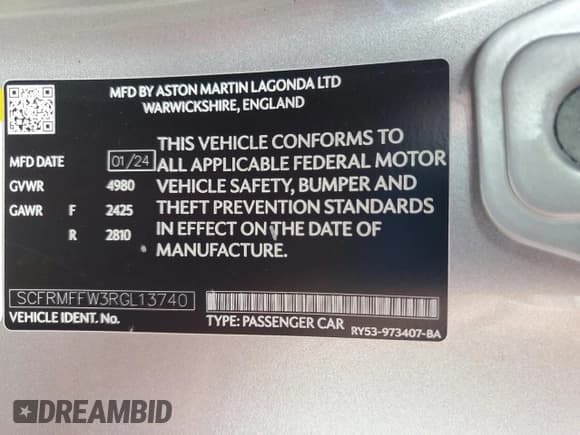 MFD BY ASTON MARTIN LAGONDA LTD
WARWICKSHIRE, ENGLAND
MFD DATE 01/24
GVWR 4980
GAWR F 2425
R 2810
THIS VEHICLE CONFORMS TO
ALL APPLICABLE FEDERAL MOTOR
VEHICLE SAFETY, BUMPER AND
THEFT PREVENTION STANDARDS
IN EFFECT ON THE DATE OF
MANUFACTURE.
SCFRMFFW3RGL13740
VEHICLE IDENT. No.
TYPE: PASSENGER CAR
RY53-973407-BA
DREAMBID